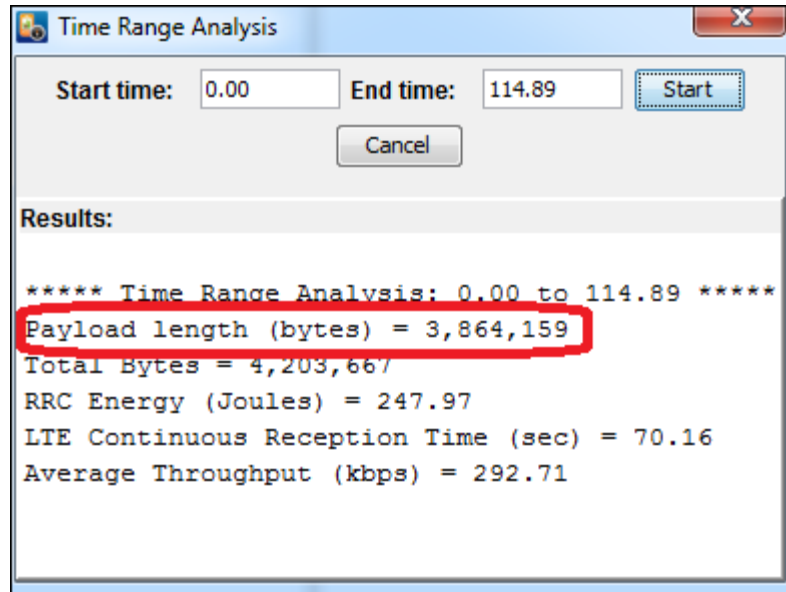 Time Range Analysis
Start time: 0.00 End time: 114.89 Start
Cancel
Results:
***** Time Range Analysis: 0.00 to 114.89 *****
Payload length (bytes) = 3,864,159
Total Bytes = 4,203,667
RRC Energy (Joules) = 247.97
LTE Continuous Reception Time (sec) = 70.16
Average Throughput (kbps) = 292.71